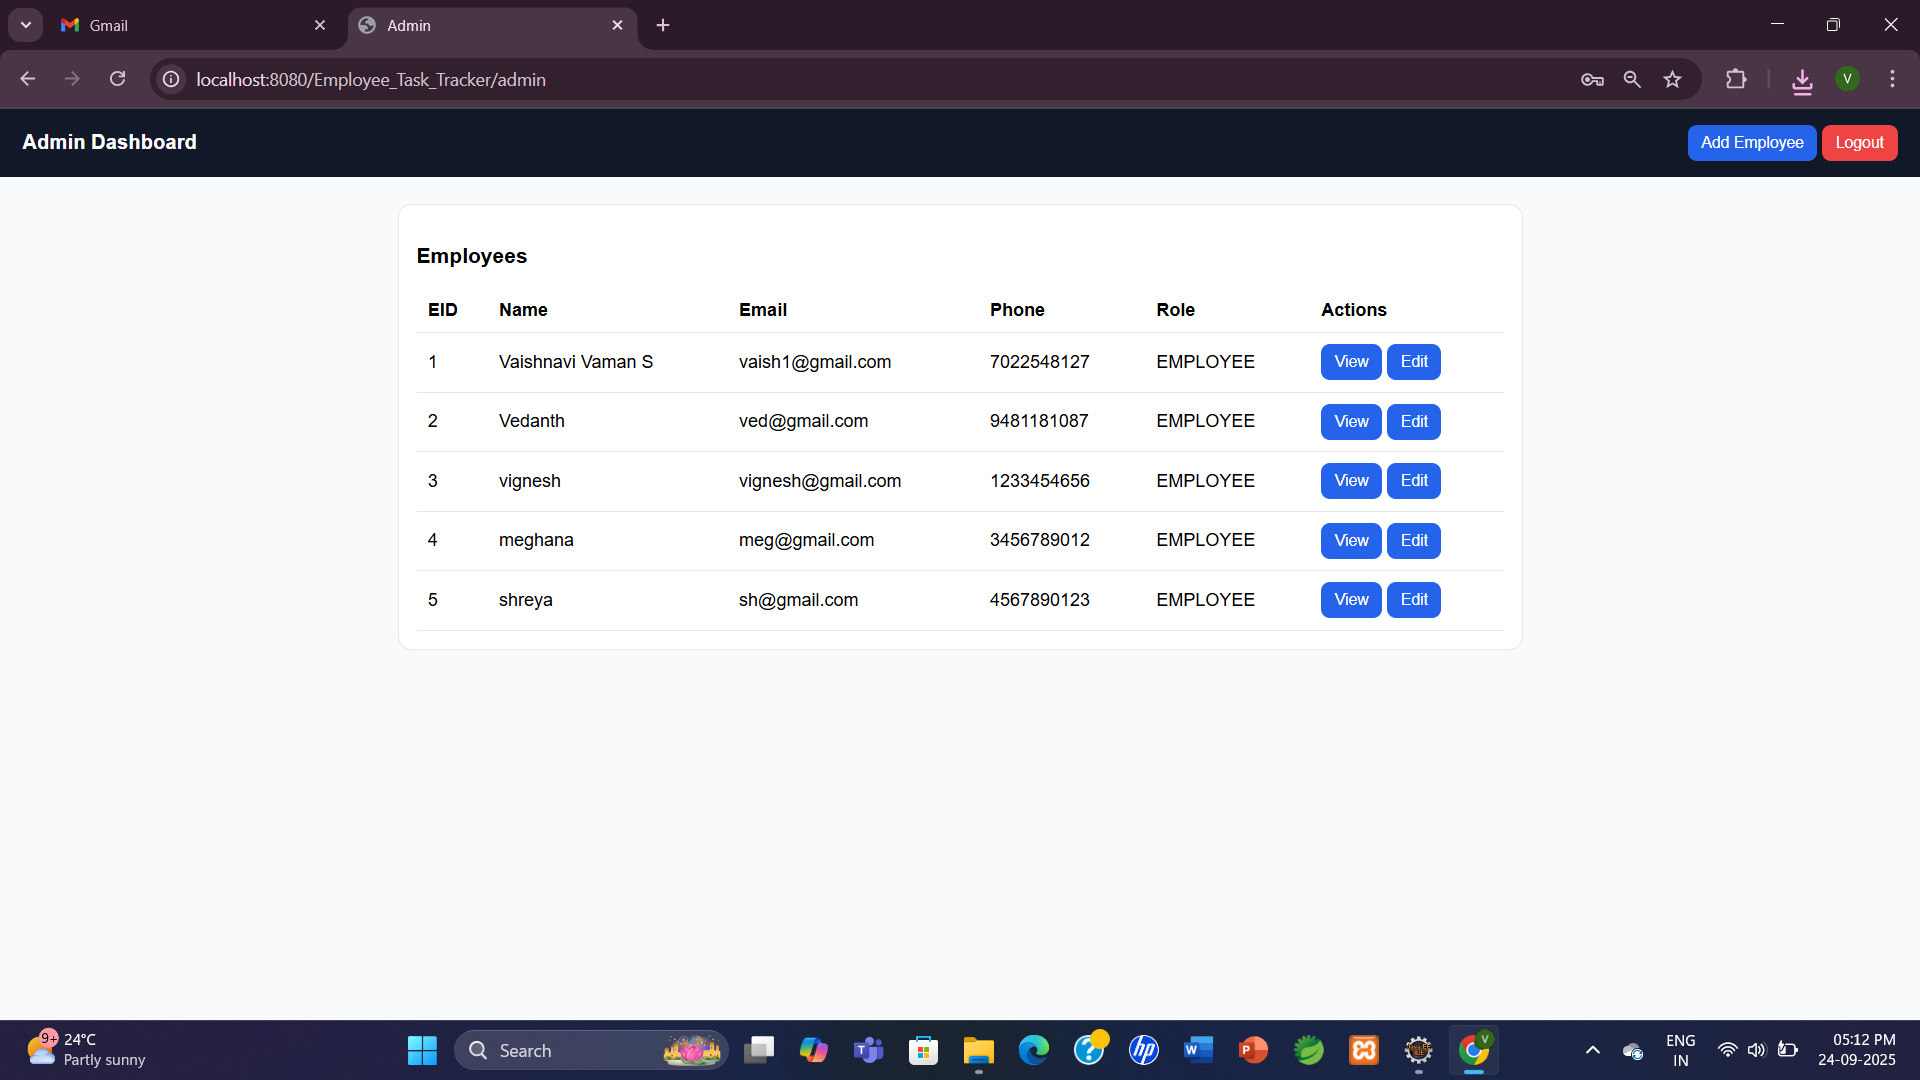 Gmail
Admin
localhost:8080/Employee_Task_Tracker/admin
V
Admin Dashboard
Add Employee Logout
Employees
EID Name Email Phone Role Actions
1 Vaishnavi Vaman S vaish1@gmail.com 7022548127 EMPLOYEE View Edit
2 Vedanth ved@gmail.com 9481181087 EMPLOYEE View Edit
3 vignesh vignesh@gmail.com 1233454656 EMPLOYEE View Edit
4 meghana meg@gmail.com 3456789012 EMPLOYEE View Edit
5 shreya sh@gmail.com 4567890123 EMPLOYEE View Edit
9+
24°C
Partly sunny
Search
T
?
hp
W
P
IDE
V
ENG
IN
05:12 PM
24-09-2025